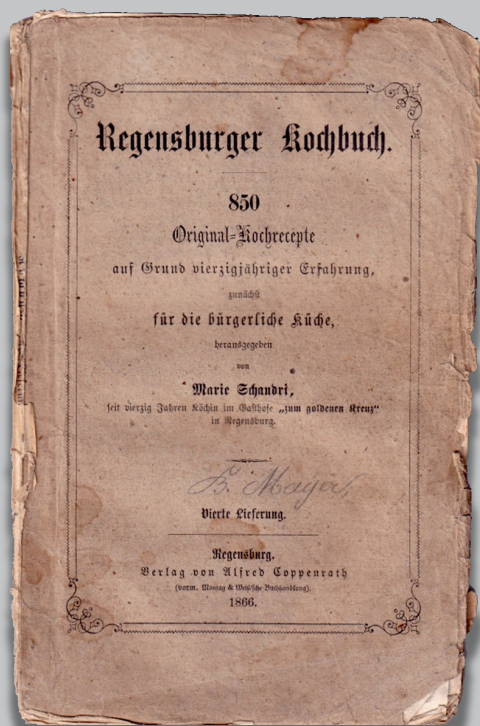 Regensburger Kochbuch.
850
Original-Kochrecepte
auf Grund vierzigjähriger Erfahrung,
zunächst
für die bürgerliche Küche,
herausgegeben
von
Marie Schandri,
seit vierzig Jahren Köchin im Gasthofe „zum goldenen Kreuz“
in Regensburg.
B. Mayer,
Vierte Lieferung.
Regensburg.
Verlag von Alfred Coppenrath
(vorm. Montag & Weiß'sche Buchhandlung).
1866.